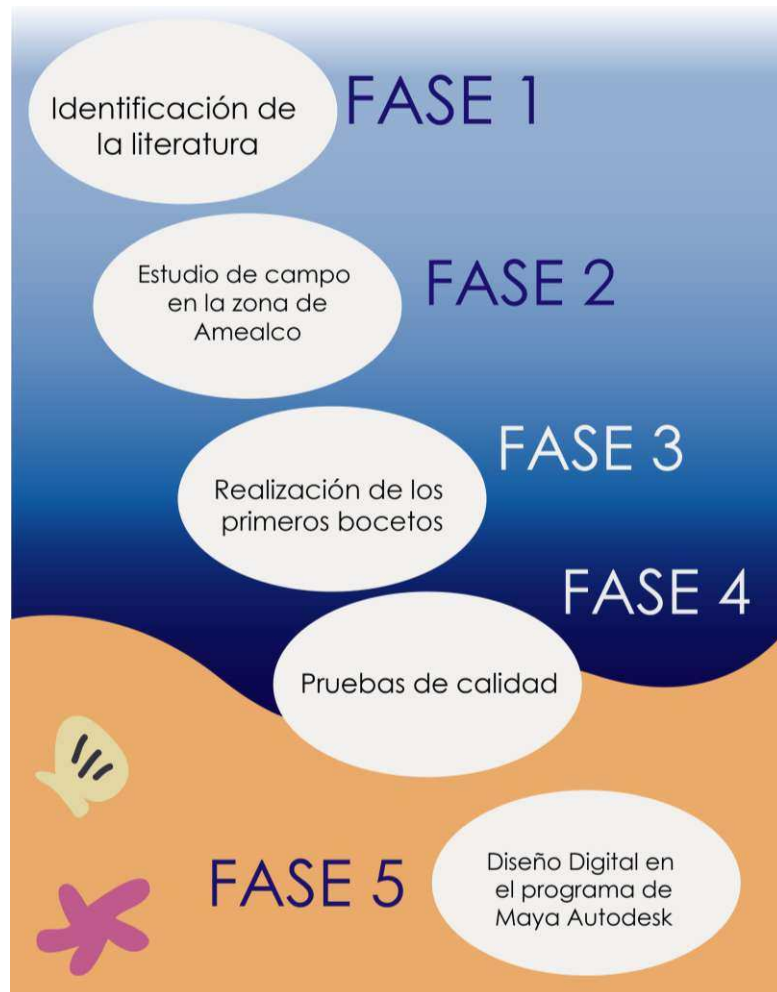 Identificación de
la literatura
FASE 1
Estudio de campo
en la zona de
Amealco
FASE 2
Realización de los
primeros bocetos
FASE 3
FASE 4
Pruebas de calidad
FASE 5
Diseño Digital en
el programa de
Maya Autodesk